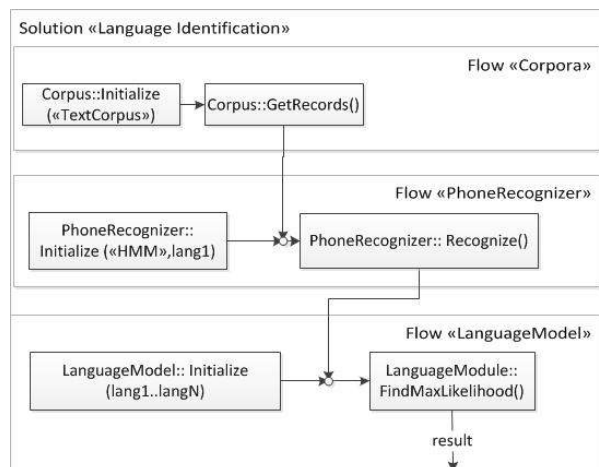 Solution «Language Identification»
Flow «Corpora»
Corpus::Initialize
(«TextCorpus»)
Corpus::GetRecords()
Flow «PhoneRecognizer»
PhoneRecognizer::
Initialize («HMM»,lang1)
PhoneRecognizer:: Recognize()
Flow «LanguageModel»
LanguageModel:: Initialize
(lang1..langN)
LanguageModule::
FindMaxLikelihood()
result